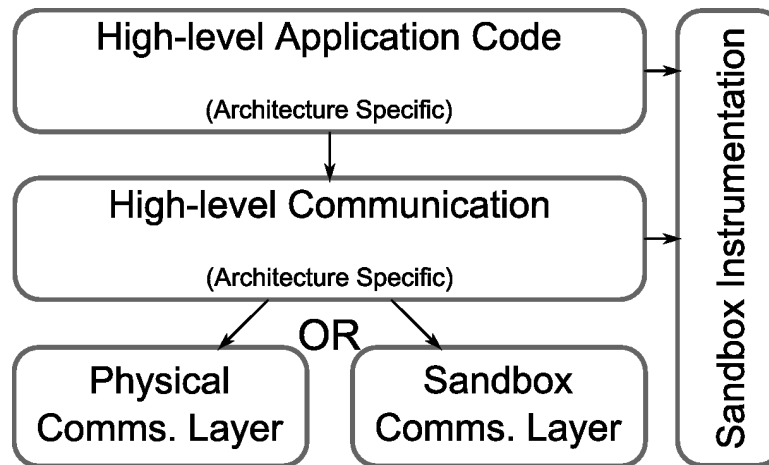 High-level Application Code
(Architecture Specific)
High-level Communication
(Architecture Specific)
OR
Physical
Comms. Layer
Sandbox
Comms. Layer
Sandbox Instrumentation